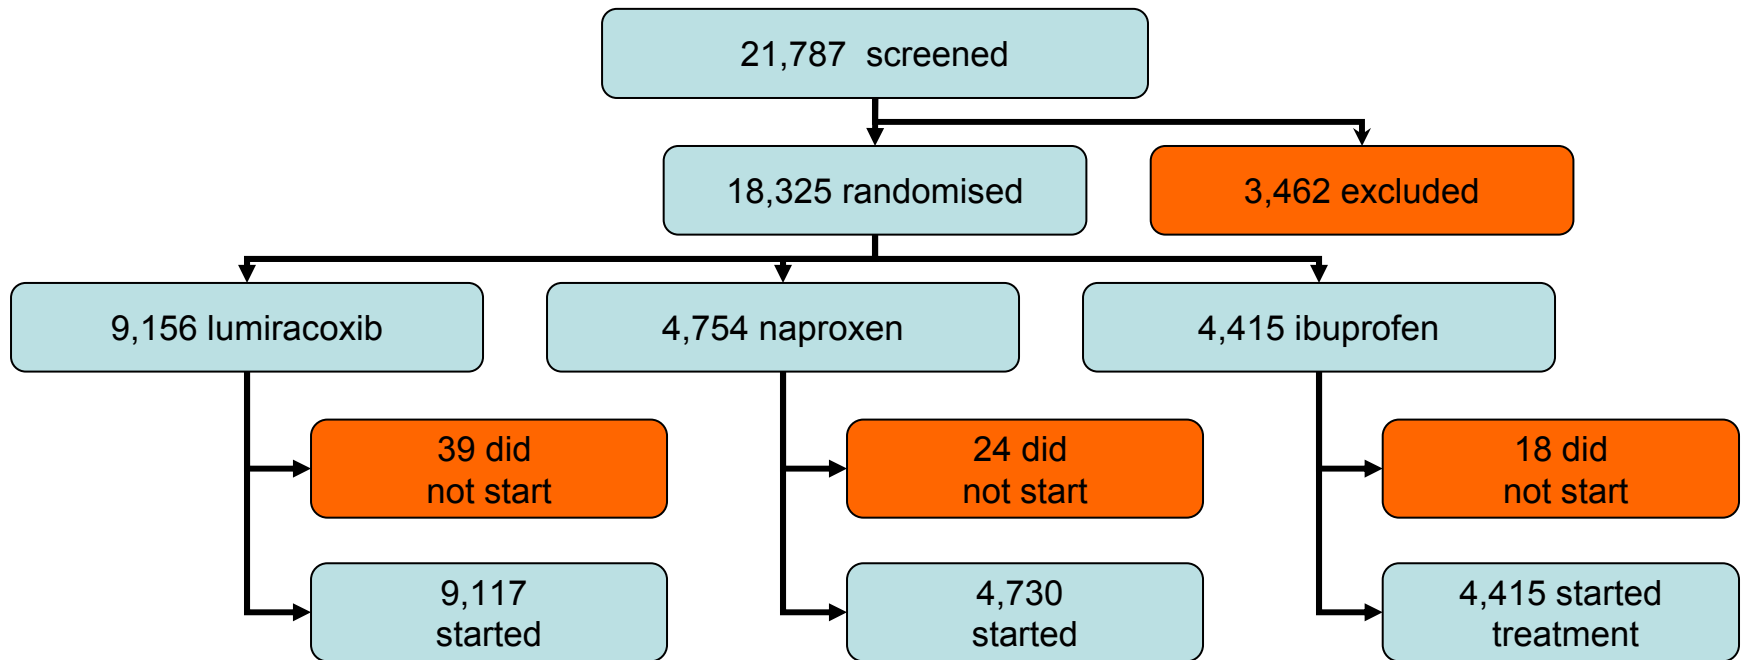 21,787 screened
18,325 randomised
3,462 excluded
9,156 lumiracoxib
4,754 naproxen
4,415 ibuprofen
39 did
not start
24 did
not start
18 did
not start
9,117
started
4,730
started
4,415 started
treatment